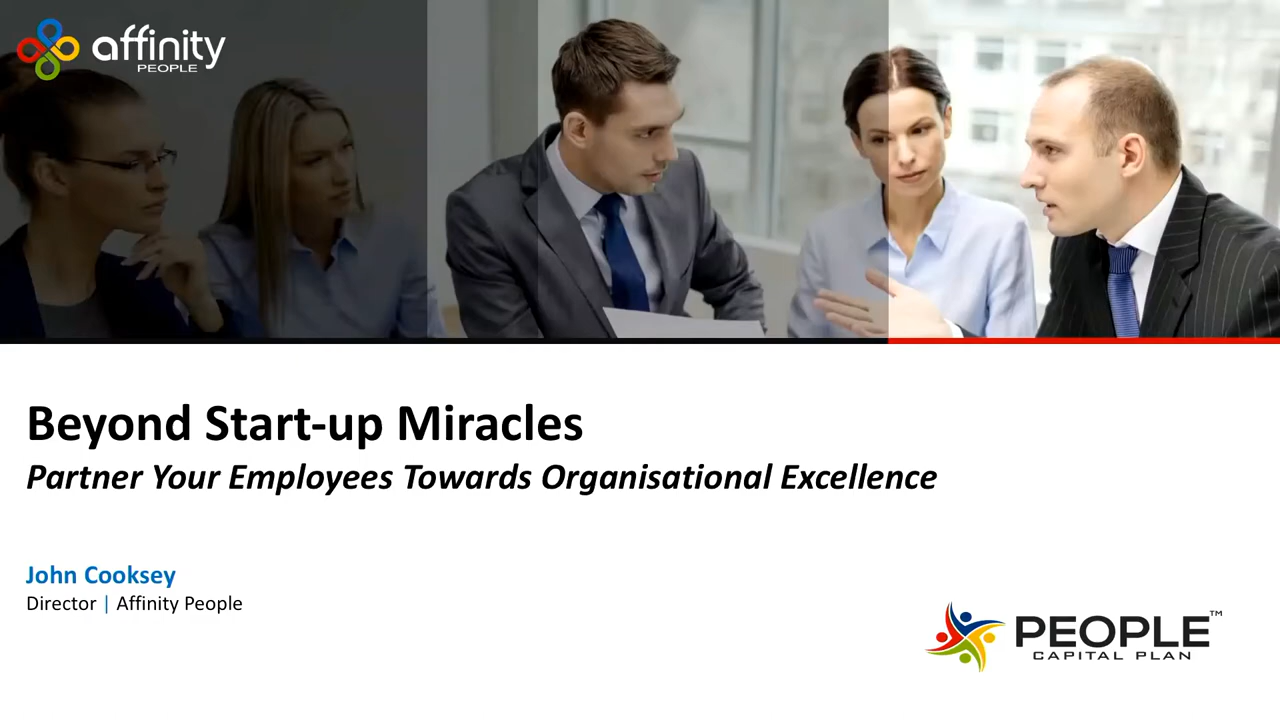 affinity
PEOPLE
Beyond Start-up Miracles
Partner Your Employees Towards Organisational Excellence
John Cooksey
Director | Affinity People
PEOPLE™
CAPITAL PLAN